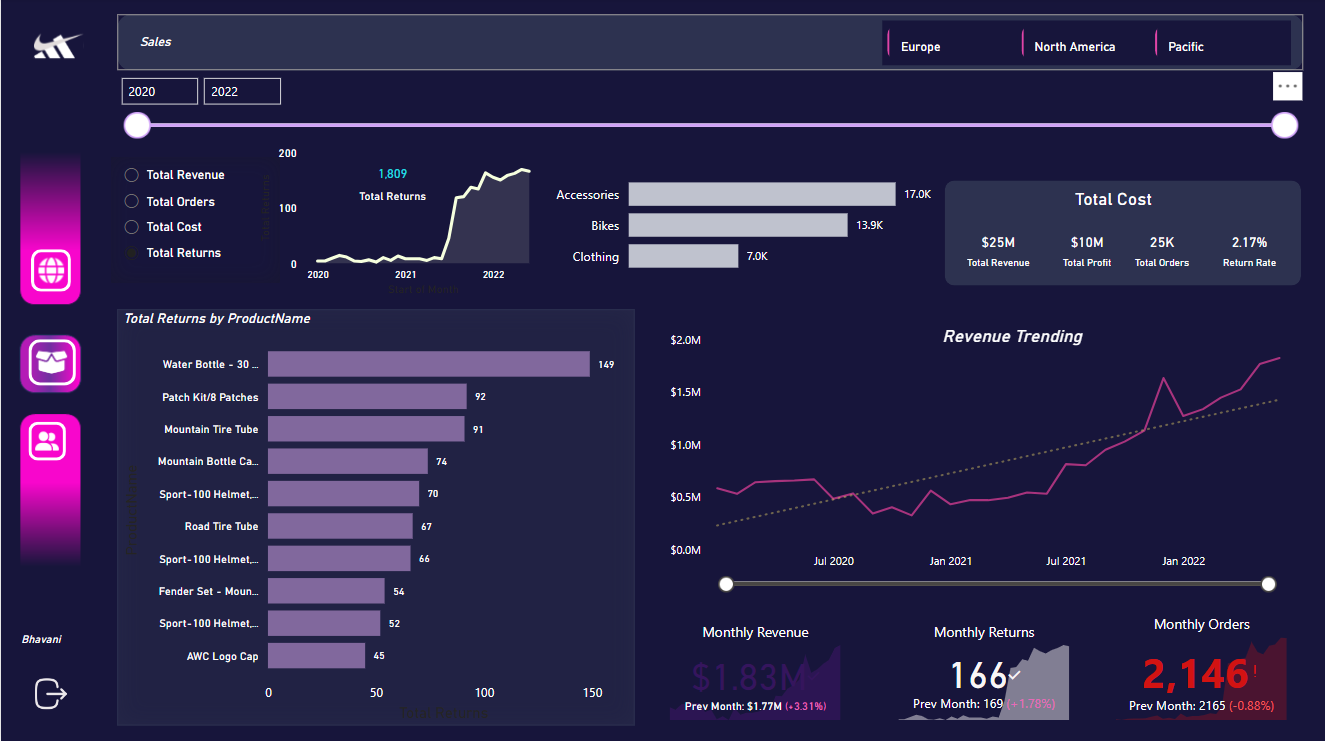 Sales
Europe
North America
Pacific
2020
2022
Total Revenue
Total Orders
Total Cost
Total Returns
200
100
0
Total Returns
1,809
Total Returns
2020
2021
2022
Start of Month
Accessories
17.0K
Bikes
13.9K
Clothing
7.0K
Total Cost
$25M
$10M
25K
2.17%
Total Revenue
Total Profit
Total Orders
Return Rate
Total Returns by ProductName
Water Bottle - 30 ...
149
Patch Kit/8 Patches
92
Mountain Tire Tube
91
Mountain Bottle Ca...
74
Sport-100 Helmet,...
70
Road Tire Tube
67
Sport-100 Helmet,...
66
Fender Set - Moun...
54
Sport-100 Helmet,...
52
AWC Logo Cap
45
0
50
100
150
Revenue Trending
$2.0M
$1.5M
$1.0M
$0.5M
$0.0M
Jul 2020
Jan 2021
Jul 2021
Jan 2022
Monthly Revenue
$1.83M
Prev Month: $1.77M (+3.31%)
Monthly Returns
166
Prev Month: 169 (+1.78%)
Monthly Orders
2,146!
Prev Month: 2165 (-0.88%)
Bhavani